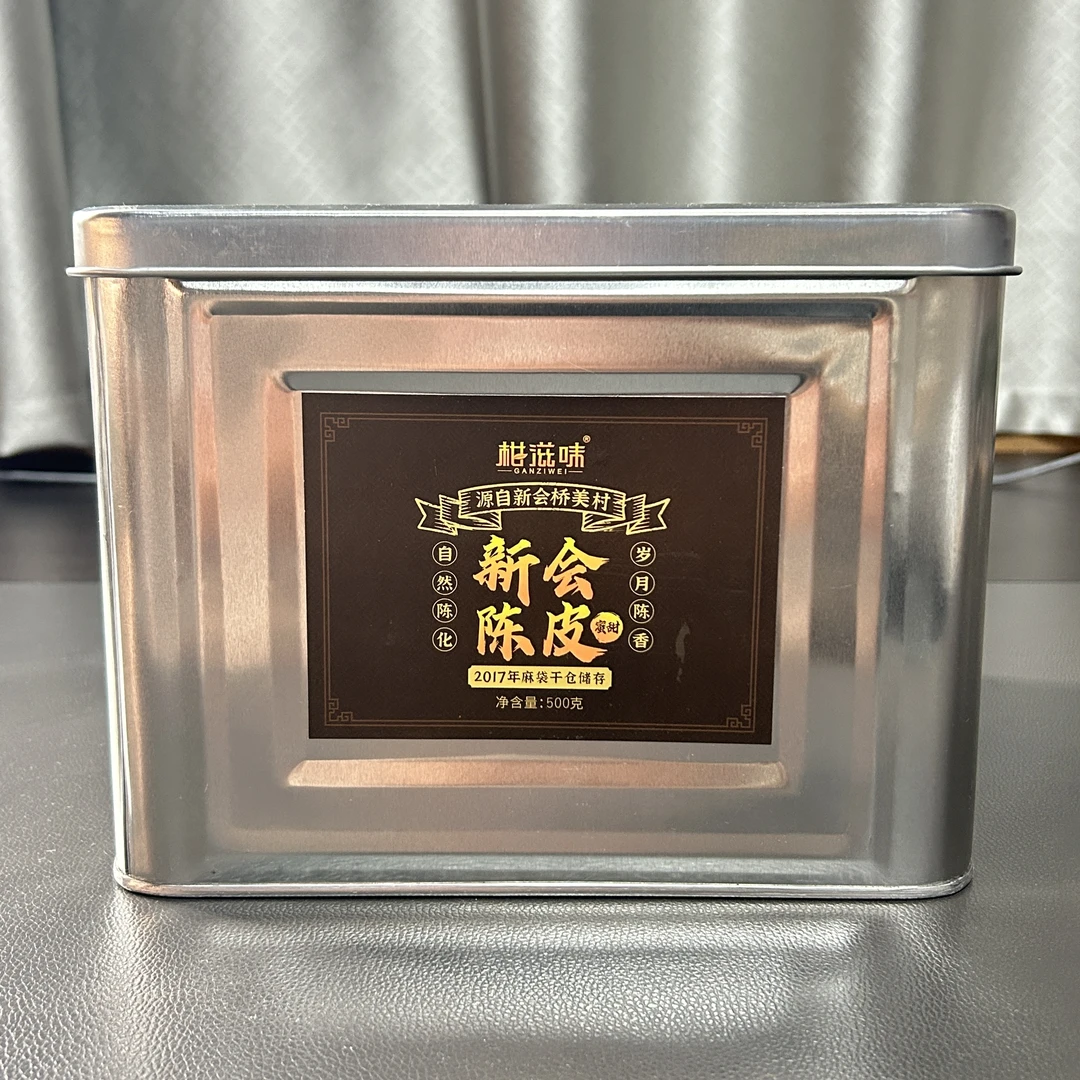 柑滋味®
GANZIWEI
源自新会桥美村
自然陈化
新会
陈皮
蜜甜
岁月陈香
2017年麻袋干仓储存
净含量：500克